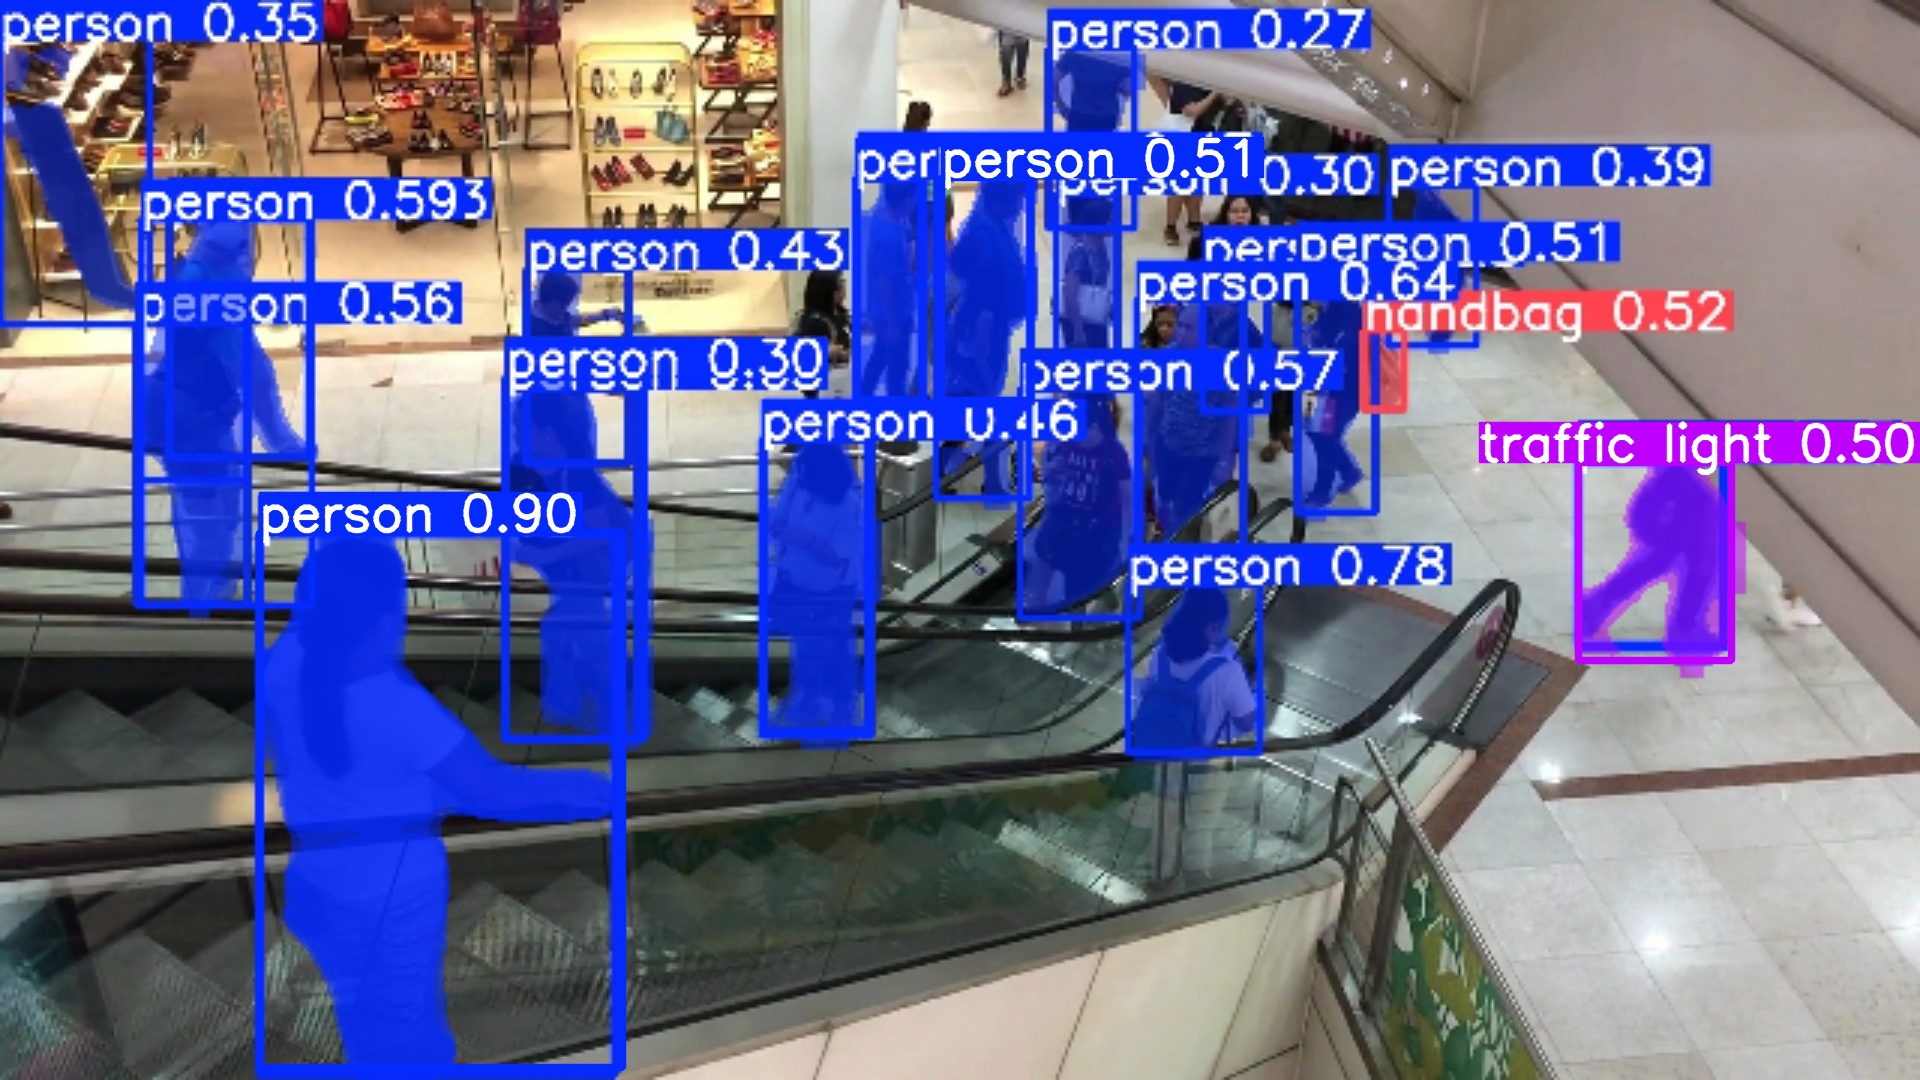 person 0.35
person 0.27
per
person 0.51
person 0.30
person 0.39
person 0.593
person 0.43
person 0.51
person 0.64
person 0.56
handbag 0.52
person 0.30
person 0.57
person 0.46
traffic light 0.50
person 0.90
person 0.78